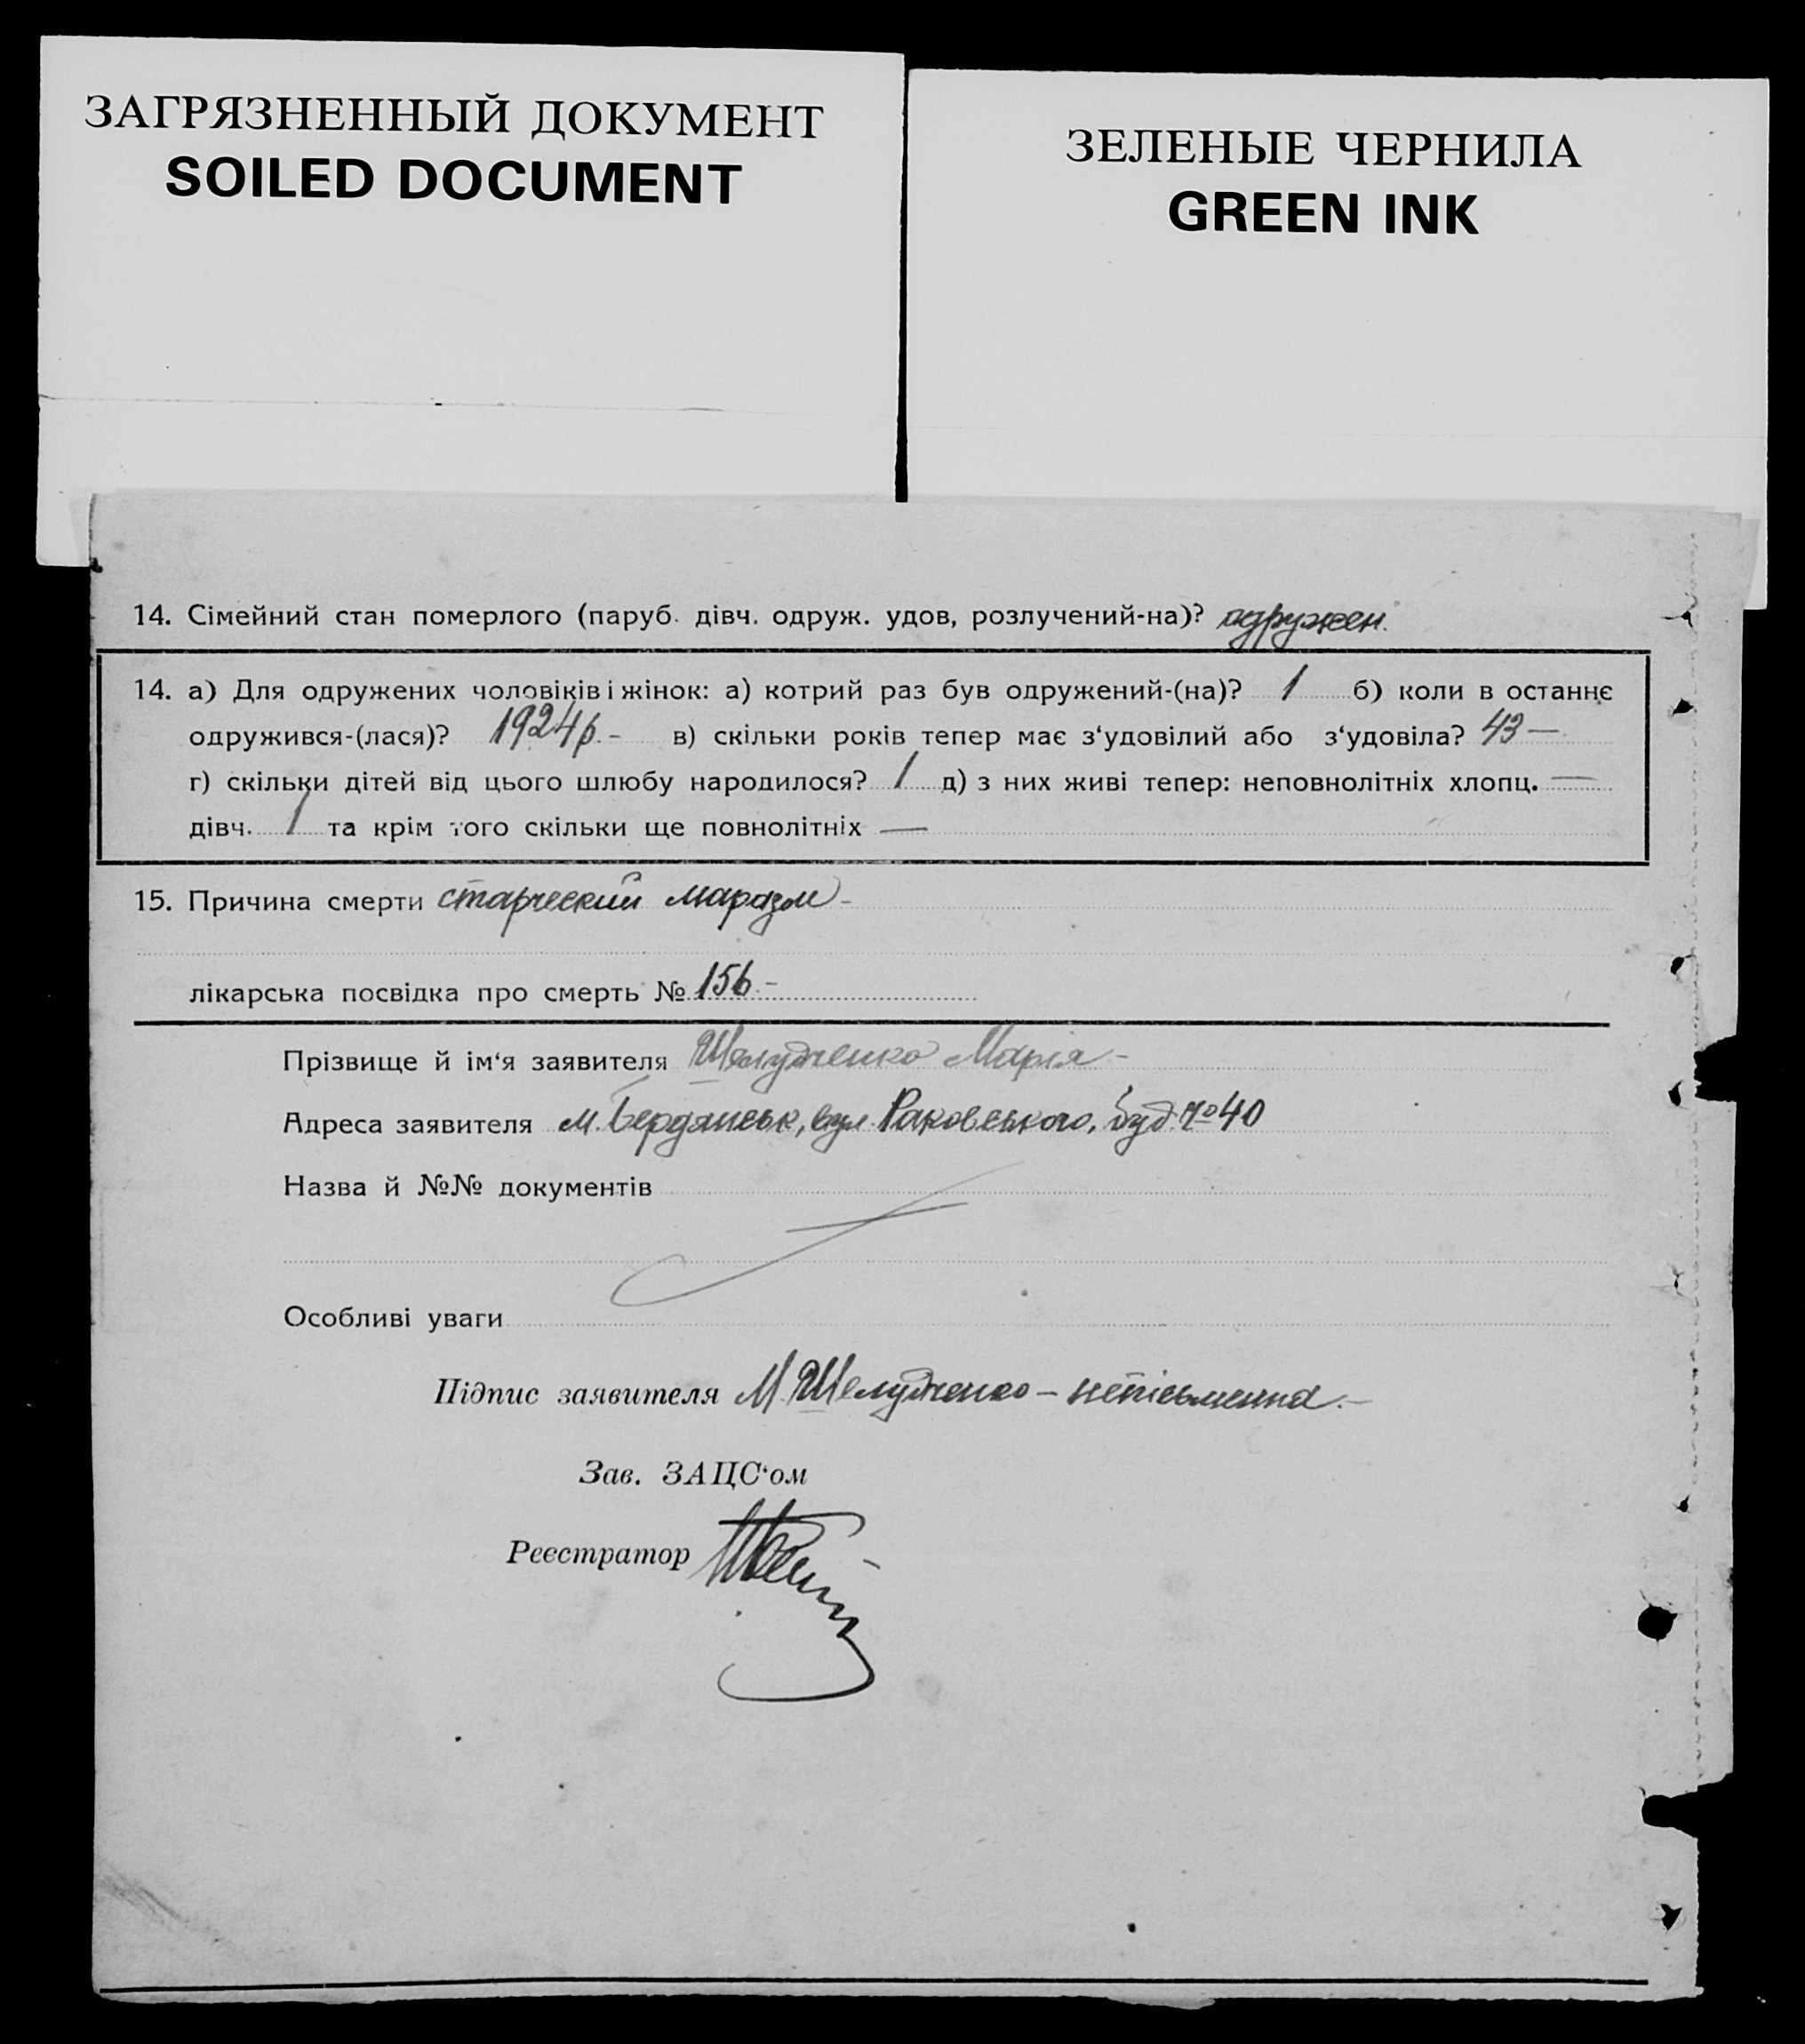 ЗАГРЯЗНЕННЫЙ ДОКУМЕНТ
SOILED DOCUMENT
ЗЕЛЕНЫЕ ЧЕРНИЛА
GREEN INK
14. Сімейний стан померлого (паруб. дівч. одруж. удов, розлучений-на)? одружен.
14. а) Для одружених чоловіків і жінок: а) котрий раз був одружений-(на)? 1 б) коли в останнє
одружився-(лася)? 1924 р. - в) скільки років тепер має з‘удовілий або з‘удовіла? 43 —
г) скільки дітей від цього шлюбу народилося? 1 д) з них живі тепер: неповнолітніх хлопц. —
дівч. 1 та крім того скільки ще повнолітніх —
15. Причина смерти старческий маразм -
лікарська посвідка про смерть № 156. -
Прізвище й ім‘я заявителя Шелудченко Марія -
Адреса заявителя м. Бердянськ, вул. Раковського, буд. № 40
Назва й №№ документів
Особливі уваги
Підпис заявителя М Шелудченко - непісьменна. -
Зав. ЗАЦС‘ом
Реєстратор